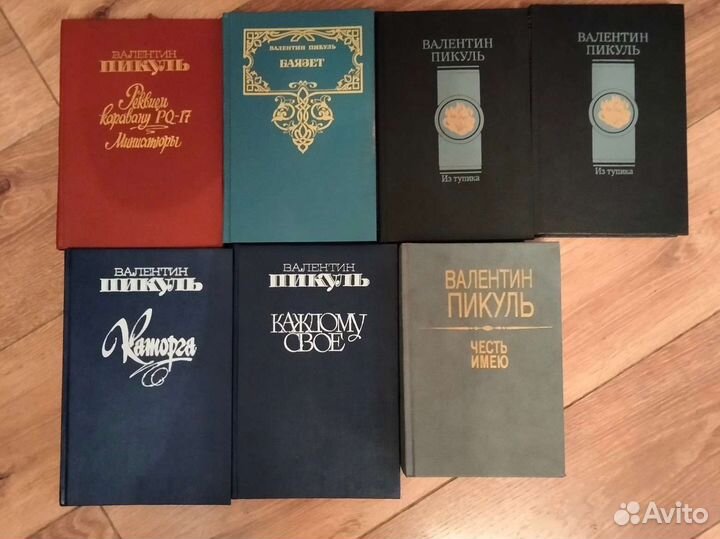 ВАЛЕНТИН
ПИКУЛЬ
Реквием
каравану PQ-17
Миниатюры
ВАЛЕНТИН ПИКУЛЬ
БАЯЗЕТ
ВАЛЕНТИН
ПИКУЛЬ
Из тупика
ВАЛЕНТИН
ПИКУЛЬ
Из тупика
ВАЛЕНТИН
ПИКУЛЬ
Каторга
ВАЛЕНТИН
ПИКУЛЬ
КАЖДОМУ
СВОЕ
ВАЛЕНТИН
ПИКУЛЬ
ЧЕСТЬ
ИМЕЮ
Avito